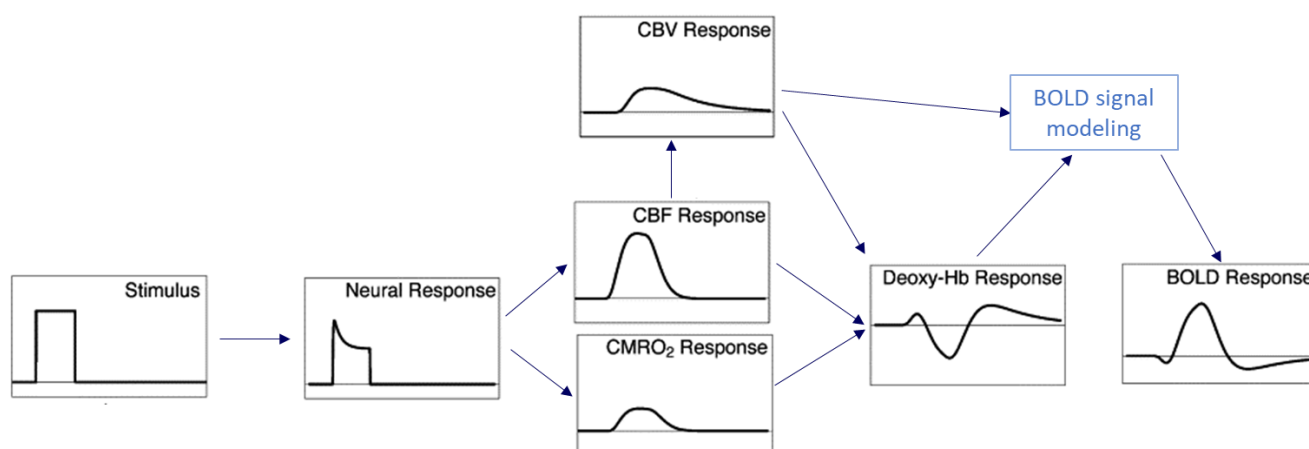 CBV Response
BOLD signal
modeling
CBF Response
Stimulus
Neural Response
Deoxy-Hb Response
BOLD Response
CMRO₂ Response